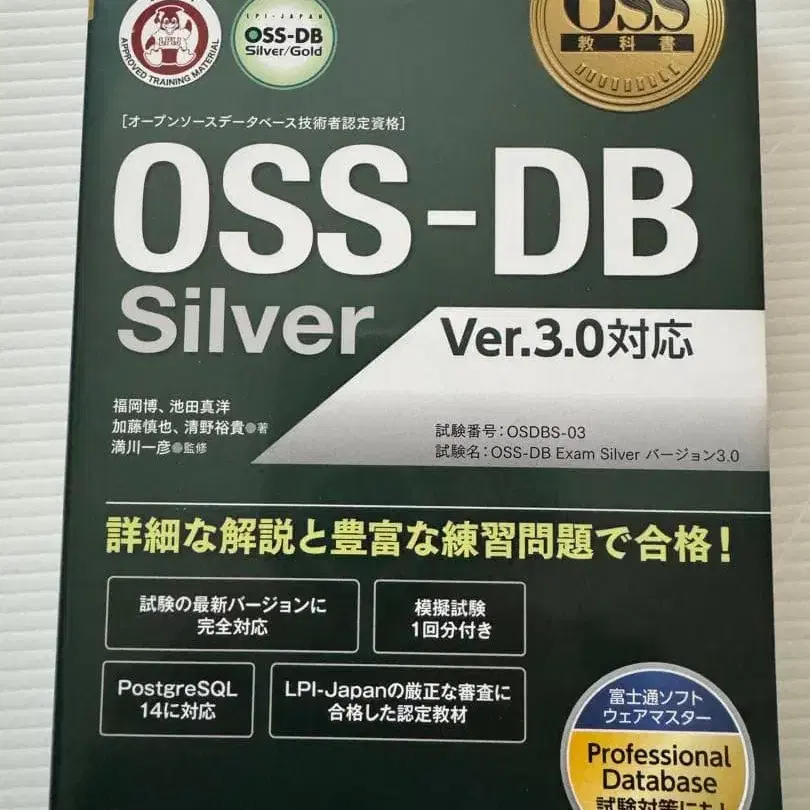 LPI-JAPAN
OSS-DB
Silver/Gold
APPROVED TRAINING MATERIAL
OSS
教科書
[オープンソースデータベース技術者認定資格]
OSS-DB
Silver
Ver.3.0対応
福岡博、池田真洋
加藤慎也、清野裕貴●著
満川一彦●監修
試験番号：OSDBS-03
試験名：OSS-DB Exam Silver バージョン3.0
詳細な解説と豊富な練習問題で合格！
試験の最新バージョンに
完全対応
模擬試験
1回分付き
PostgreSQL
14に対応
LPI-Japanの厳正な審査に
合格した認定教材
富士通ソフト
ウェアマスター
Professional
Database
試験対策にも！